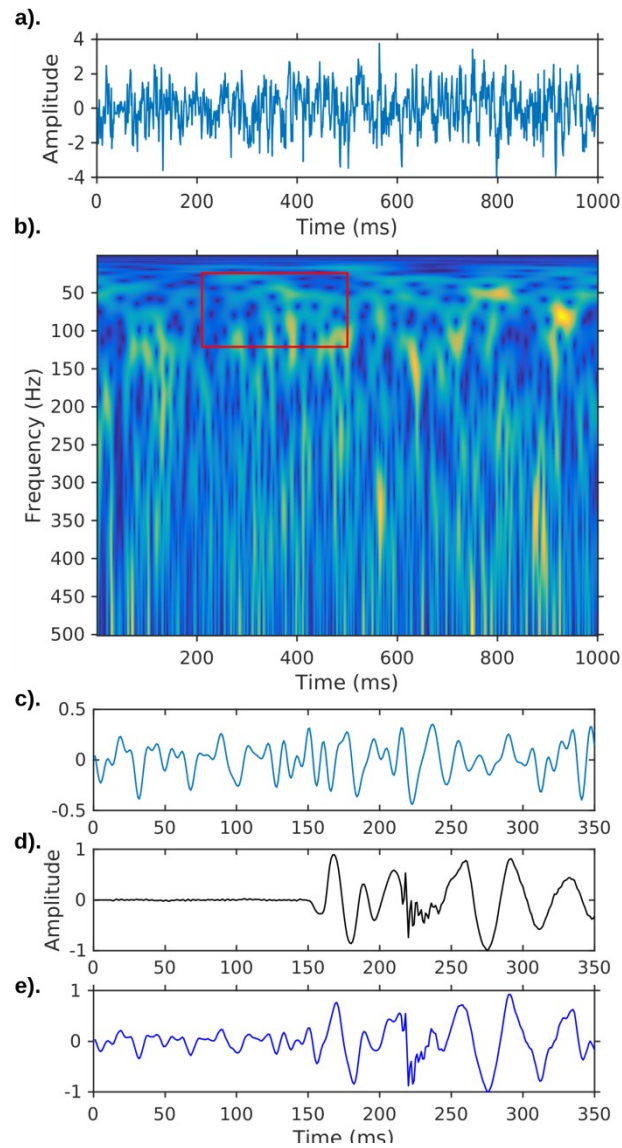 a).
4
2
0
-2
-4
Amplitude
0 200 400 600 800 1000
Time (ms)
b).
50
100
150
200
250
300
350
400
450
500
Frequency (Hz)
200 400 600 800 1000
Time (ms)
c).
0.5
0
-0.5
0 50 100 150 200 250 300 350
d).
1
0
-1
Amplitude
0 50 100 150 200 250 300 350
e).
1
0
-1
0 50 100 150 200 250 300 350
Time (ms)